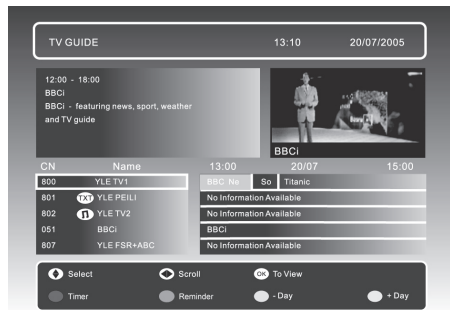 TV GUIDE 13:10 20/07/2005
12:00 - 18:00
BBCi
BBCi - featuring news, sport, weather
and TV guide
BBCi
CN Name 13:00 20/07 15:00
800 YLE TV1 BBC Ne So Titanic
801 TXT YLE PEILI No Information Available
802 YLE TV2 No Information Available
051 BBCi BBCi
807 YLE FSR+ABC No Information Available
Select Scroll OK To View
Timer Reminder - Day + Day